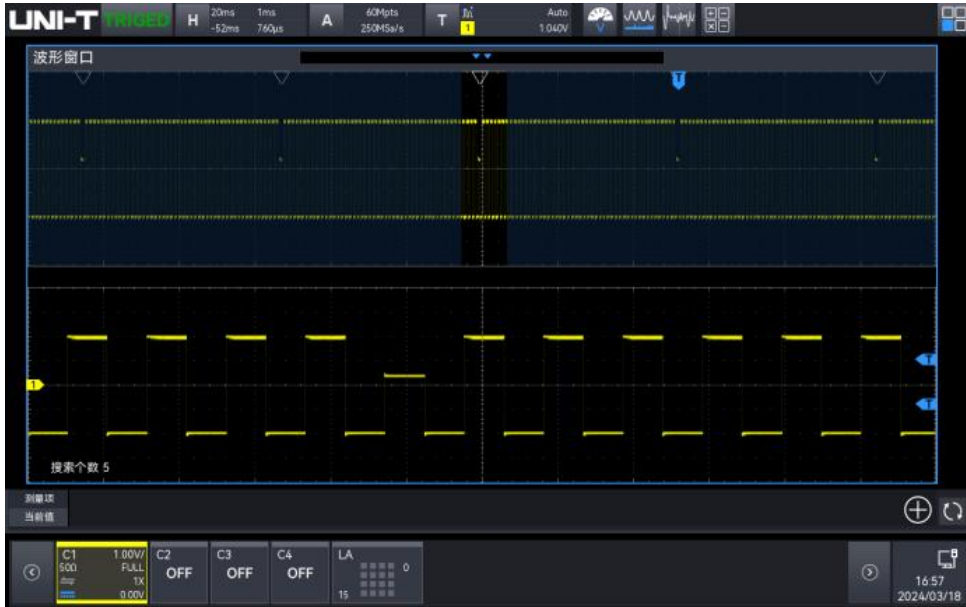 UNI-T TRIGED H 20ms 1ms A 60Mpts T Auto
-52ms 760μs 250MSa/s 1 1.040V
波形窗口
T
T
1
T
搜索个数 5
测量项
当前值
C1 1.00V/ C2 C3 C4 LA
50Ω FULL OFF OFF OFF 0
1X
0.00V 15
16:57
2024/03/18